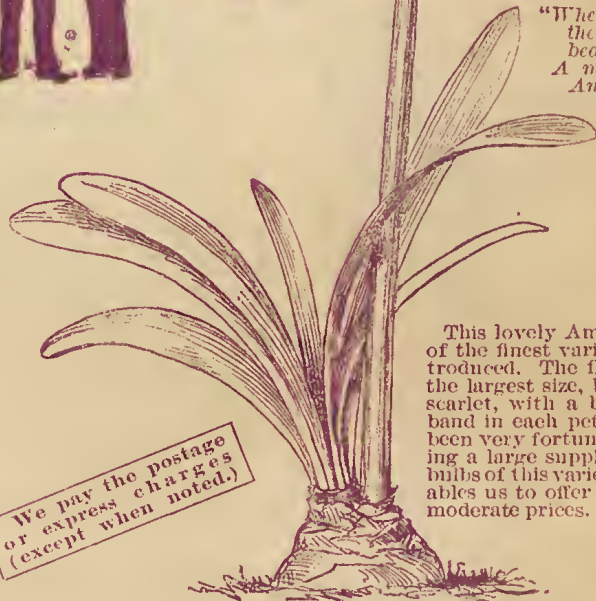 "Whe
the
bea
A m
An
This lovely Am
of the finest vari
troduced. The fl
the largest size, b
scarlet, with a b
band in each pet
been very fortun
ing a large suppl
bulbs of this varie
ables us to offer
moderate prices.
We pay the postage
or express charges
(except when noted.)